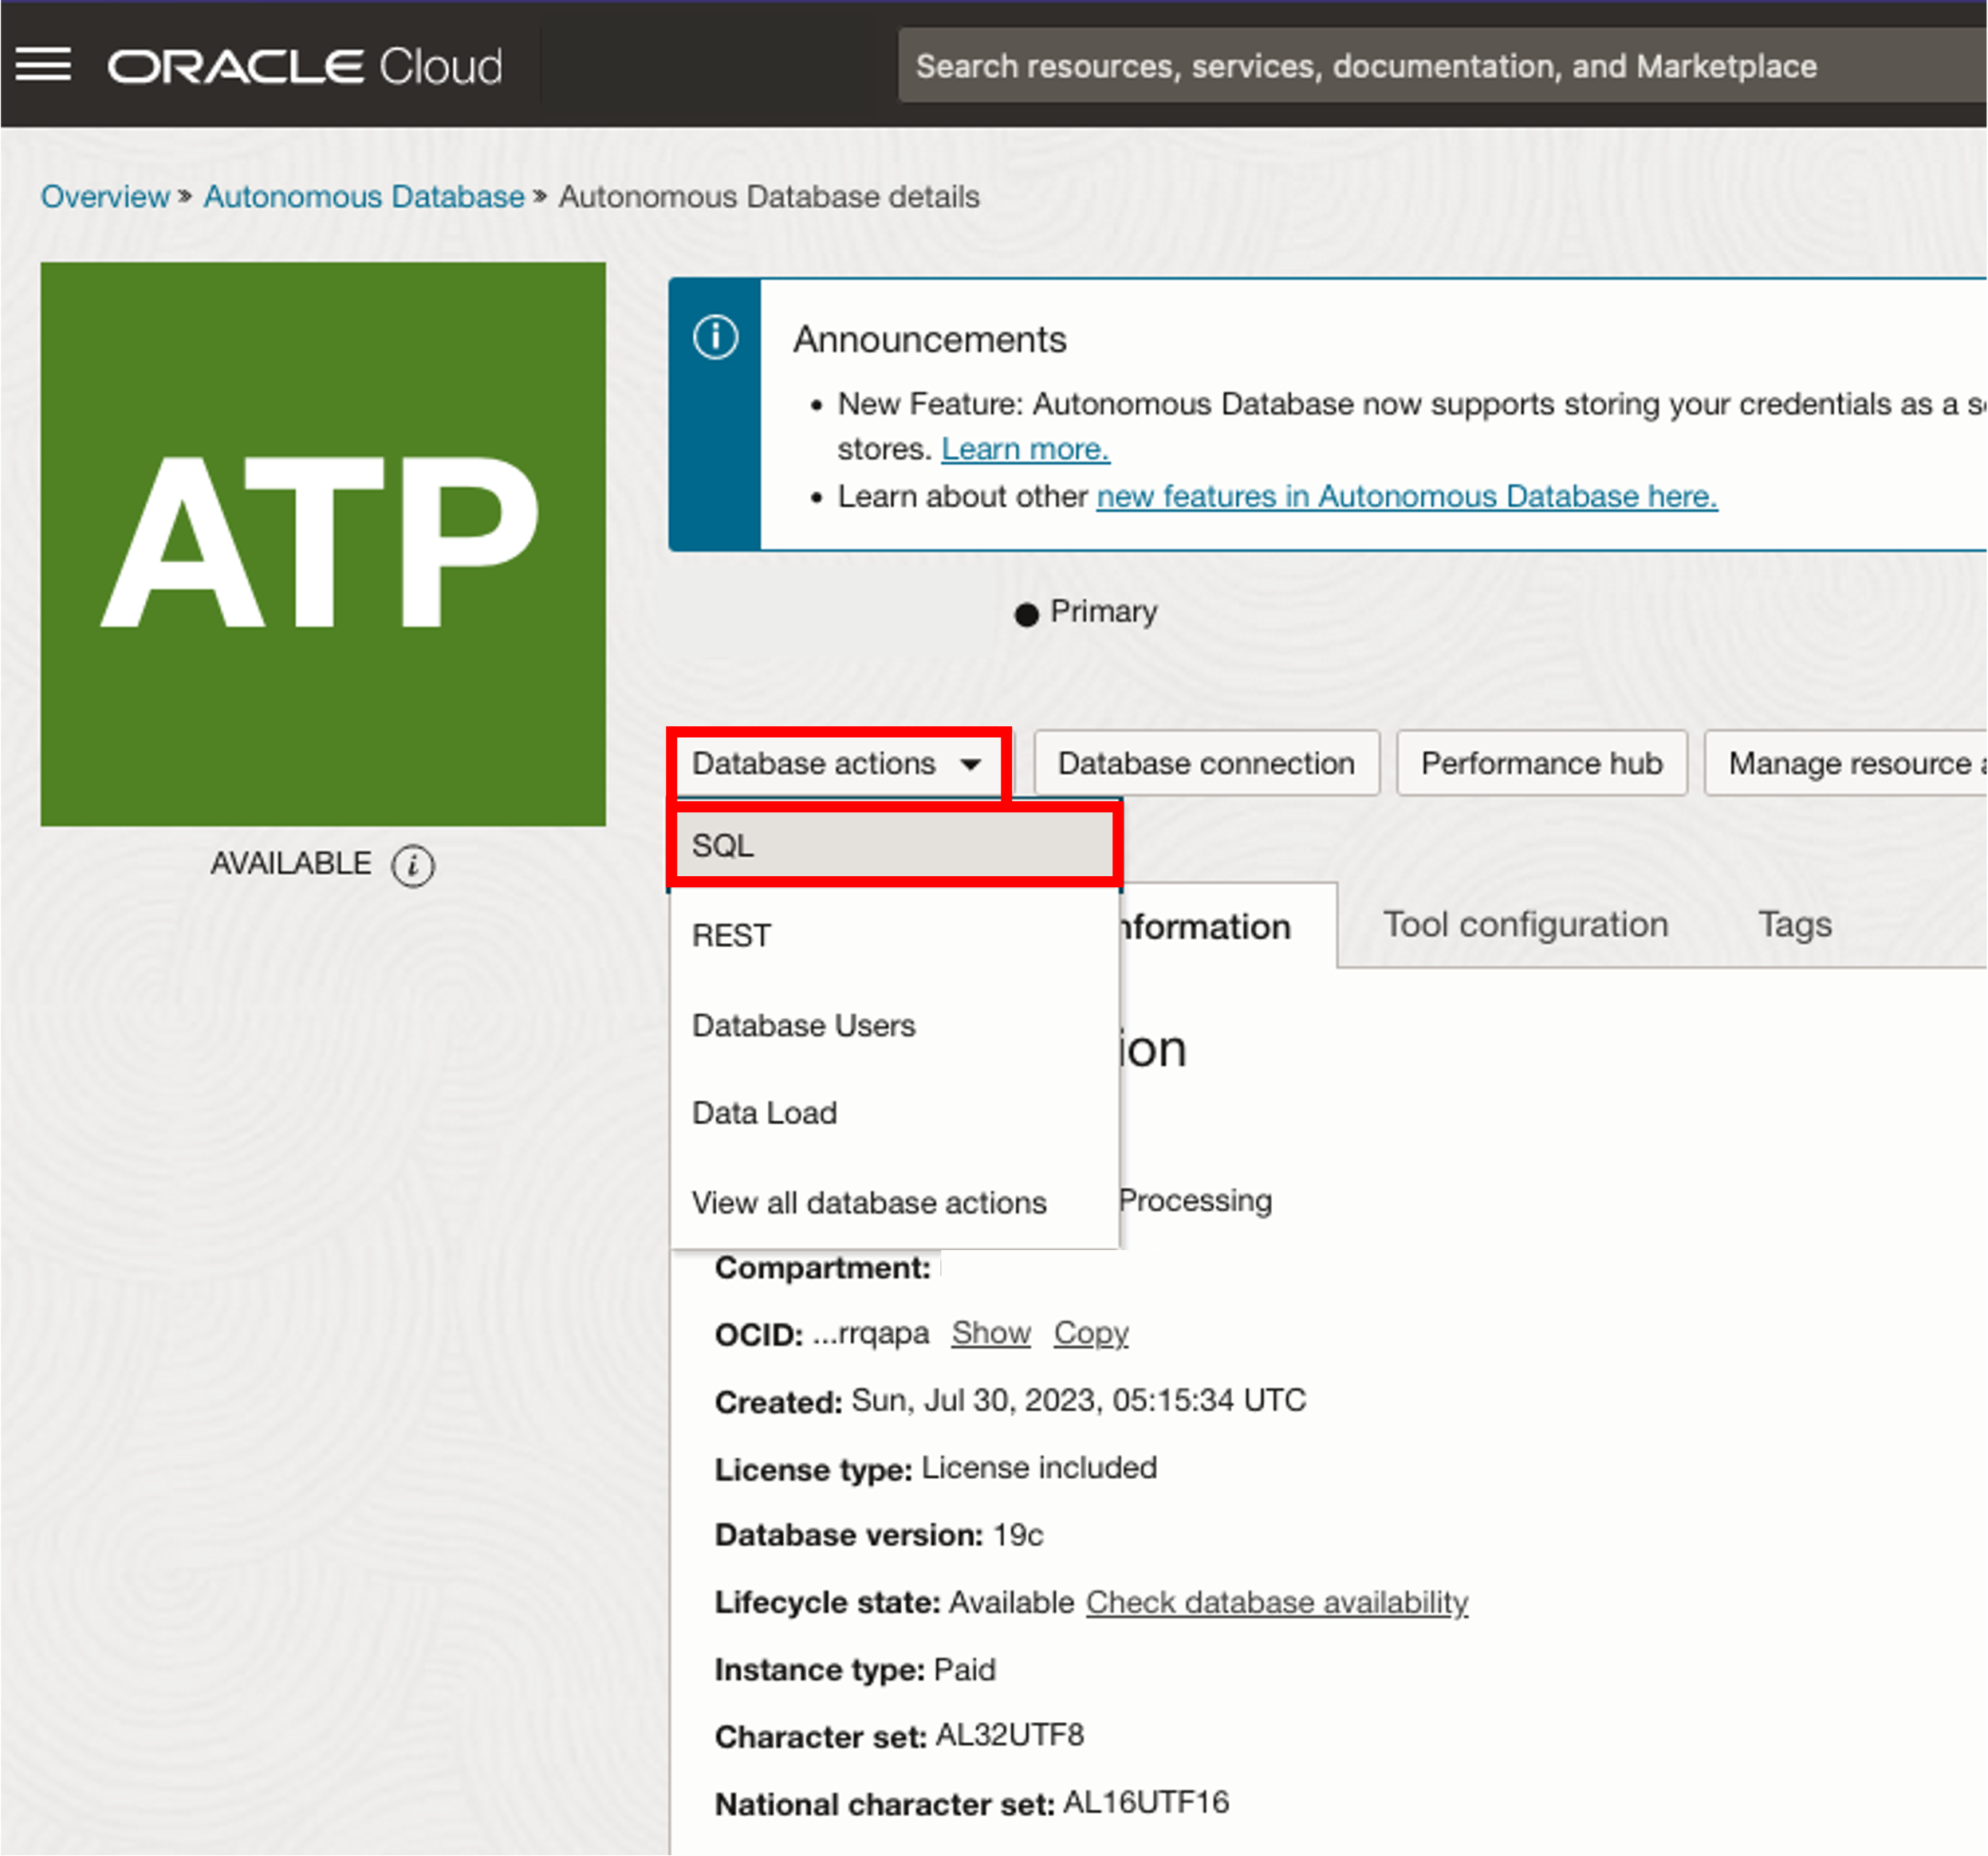 ORACLE Cloud
Search resources, services, documentation, and Marketplace
Overview » Autonomous Database » Autonomous Database details
ATP
AVAILABLE
Announcements
• New Feature: Autonomous Database now supports storing your credentials as a
stores. Learn more.
• Learn about other new features in Autonomous Database here.
Primary
Database actions
Database connection
Performance hub
Manage resource
SQL
REST
Database Users
Data Load
View all database actions
nformation
Tool configuration
Tags
ion
Processing
Compartment:
OCID: ...rrqapa Show Copy
Created: Sun, Jul 30, 2023, 05:15:34 UTC
License type: License included
Database version: 19c
Lifecycle state: Available Check database availability
Instance type: Paid
Character set: AL32UTF8
National character set: AL16UTF16